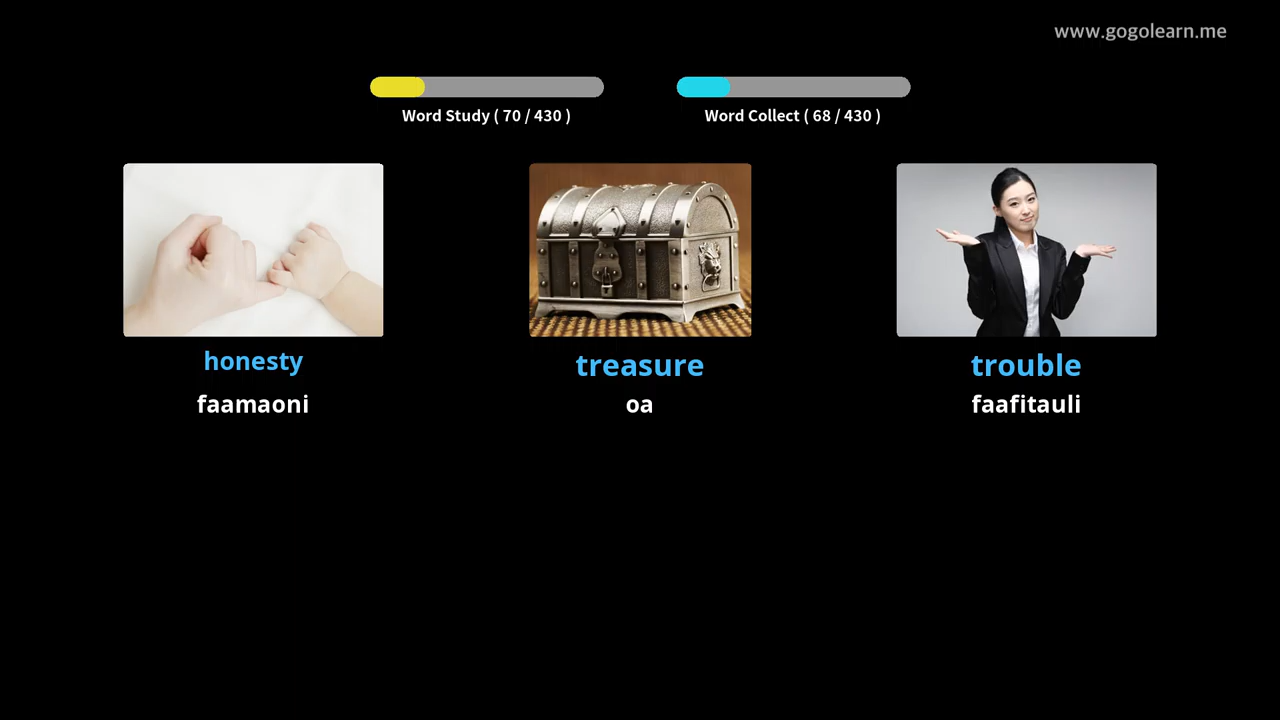 www.gogolearn.me
Word Study ( 70 / 430 )
Word Collect ( 68 / 430 )
honesty
faamaoni
treasure
oa
trouble
faafitauli